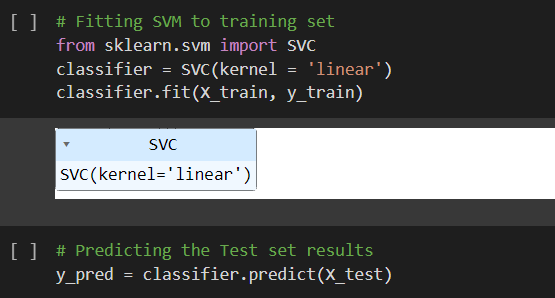 [ ] # Fitting SVM to training set
from sklearn.svm import SVC
classifier = SVC(kernel = 'linear')
classifier.fit(X_train, y_train)
SVC
SVC(kernel='linear')
[ ] # Predicting the Test set results
y_pred = classifier.predict(X_test)